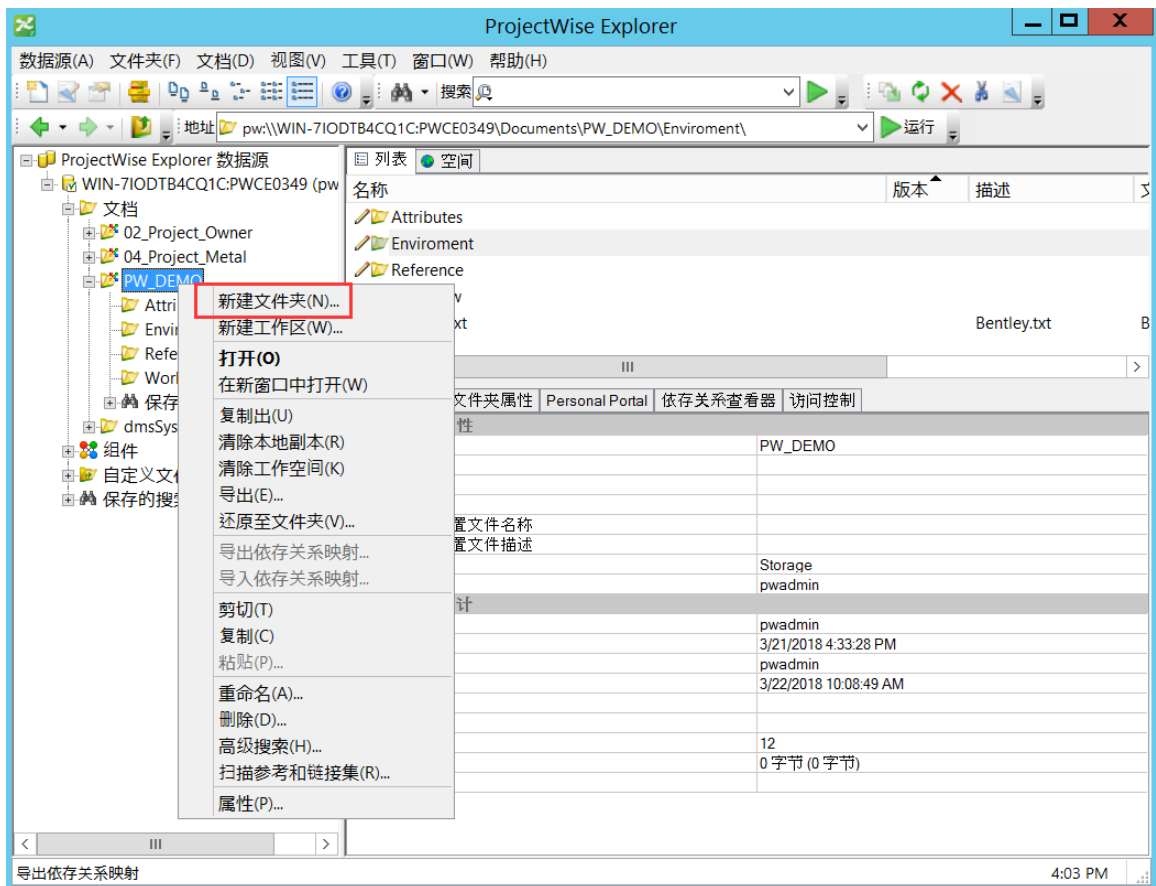 ProjectWise Explorer
数据源(A) 文件夹(F) 文档(D) 视图(V) 工具(T) 窗口(W) 帮助(H)
搜索
地址 pw:\\WIN-7IODTB4CQ1C:PWCE0349\Documents\PW_DEMO\Enviroment\ 运行
ProjectWise Explorer 数据源
WIN-7IODTB4CQ1C:PWCE0349 (pw
文档
02_Project_Owner
04_Project_Metal
PW_DEMO
Attri
Envir
Refe
Worl
保存
dmsSys
组件
自定义文
保存的搜
新建文件夹(N)...
新建工作区(W)...
打开(O)
在新窗口中打开(W)
复制出(U)
清除本地副本(R)
清除工作空间(K)
导出(E)...
还原至文件夹(V)...
导出依存关系映射...
导入依存关系映射...
剪切(T)
复制(C)
粘贴(P)...
重命名(A)...
删除(D)...
高级搜索(H)...
扫描参考和链接集(R)...
属性(P)...
列表 空间
名称 版本 描述
Attributes
Enviroment
Reference
w
xt Bentley.txt B
文件夹属性 Personal Portal 依存关系查看器 访问控制
性
PW_DEMO
置文件名称
置文件描述
Storage
pwadmin
计
pwadmin
3/21/2018 4:33:28 PM
pwadmin
3/22/2018 10:08:49 AM
12
0 字节 (0 字节)
导出依存关系映射 4:03 PM